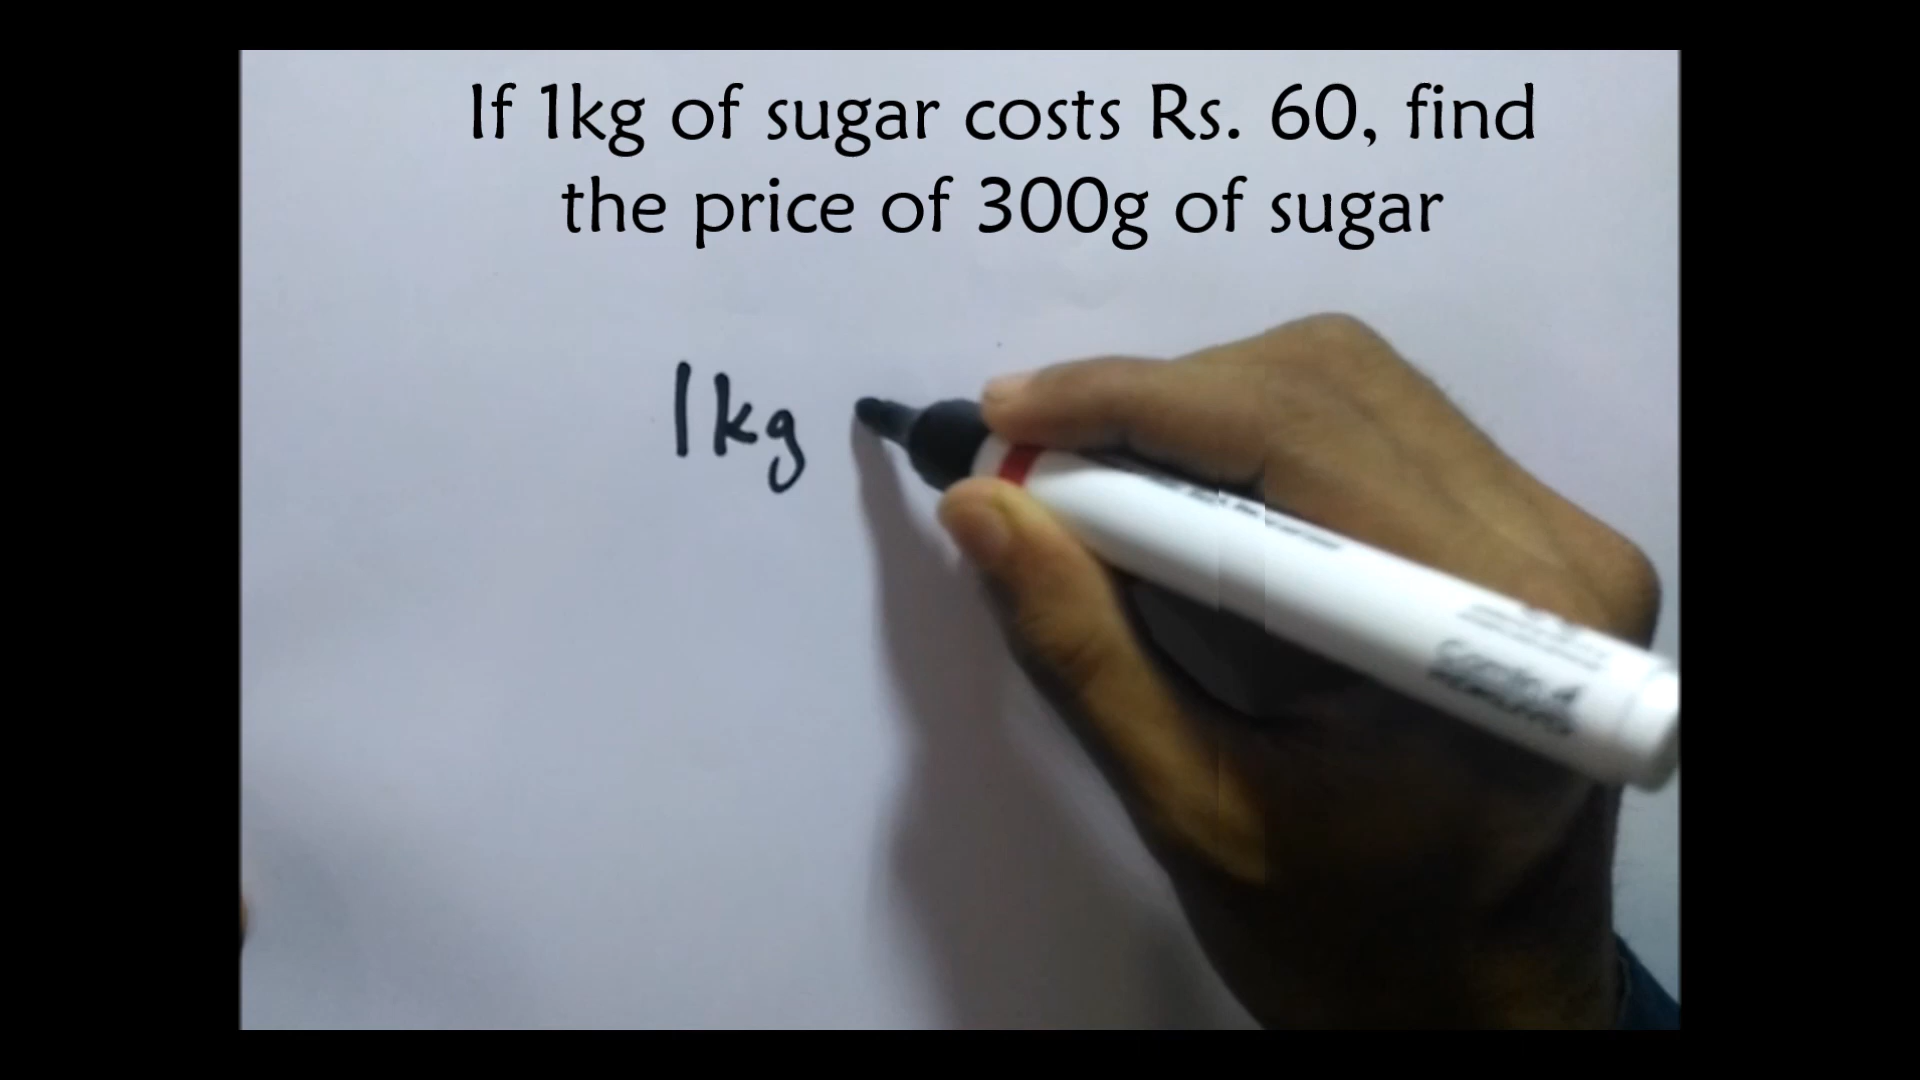 If 1kg of sugar costs Rs. 60, find
the price of 300g of sugar
1kg